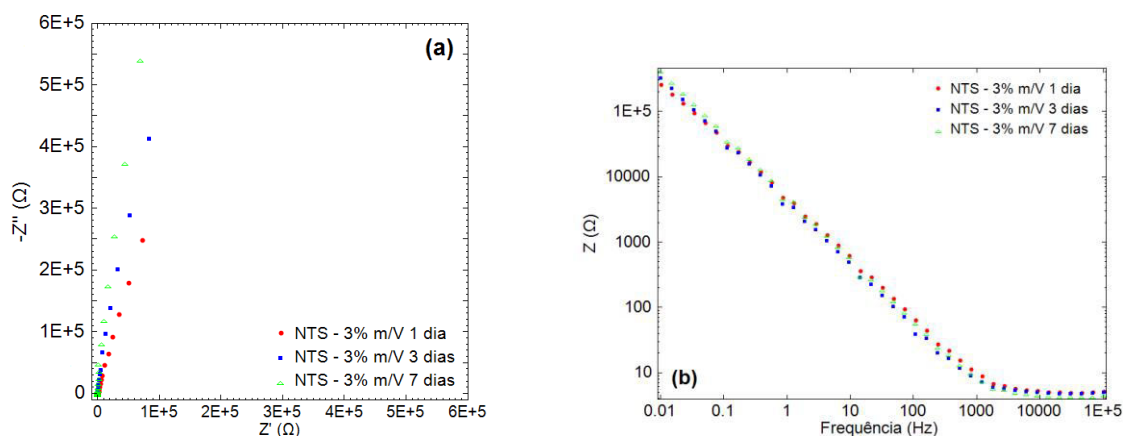 6E+5
(a)
5E+5
4E+5
-Z'' (Ω)
3E+5
2E+5
1E+5
NTS - 3% m/V 1 dia
NTS - 3% m/V 3 dias
NTS - 3% m/V 7 dias
0
0 1E+5 2E+5 3E+5 4E+5 5E+5 6E+5
Z' (Ω)
NTS - 3% m/V 1 dia
NTS - 3% m/V 3 dias
NTS - 3% m/V 7 dias
1E+5
10000
Z (Ω)
1000
100
10
(b)
0.01 0.1 1 10 100 1000 10000 1E+5
Frequência (Hz)